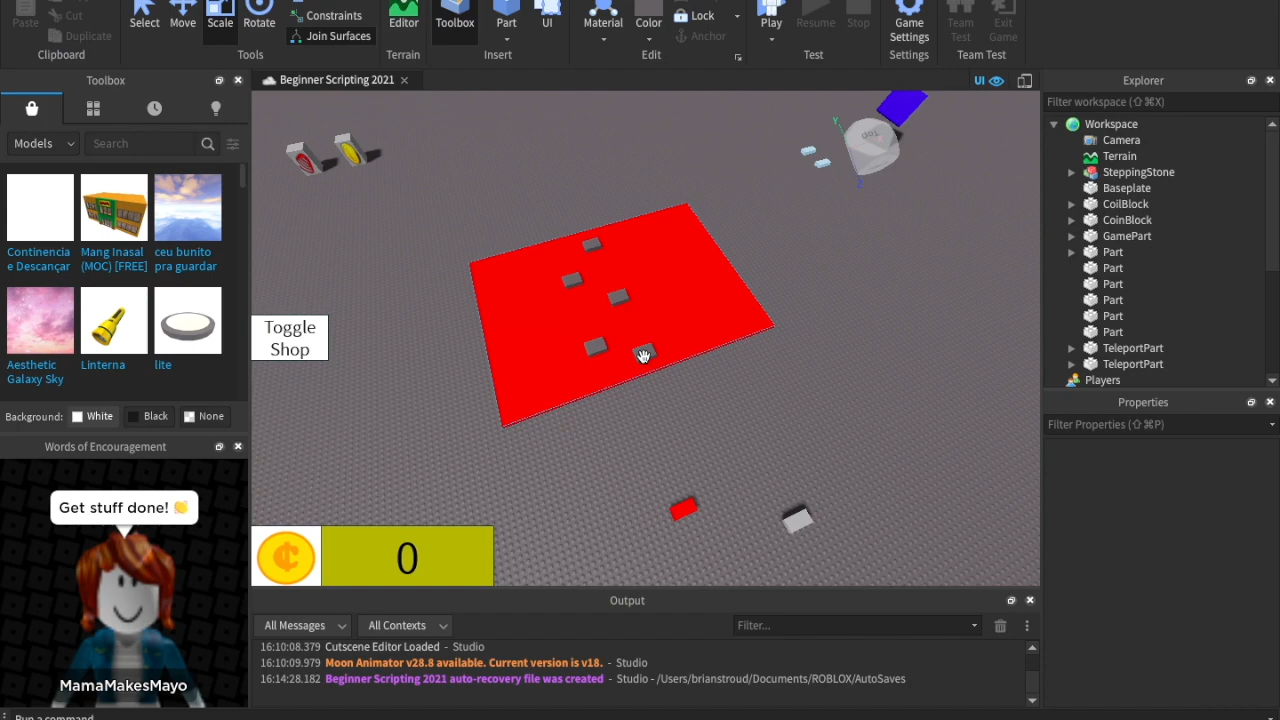 Paste
Cut
Duplicate
Clipboard
Select
Move
Scale
Rotate
Constraints
Join Surfaces
Tools
Editor
Terrain
Toolbox
Part
UI
Insert
Material
Color
Lock
Anchor
Edit
Play
Resume
Stop
Test
Game
Settings
Settings
Team
Test
Exit
Game
Team Test
Toolbox
Models
Search
Continencia
e Descançar
Mang Inasal
(MOC) [FREE]
ceu bunito
pra guardar
Aesthetic
Galaxy Sky
Linterna
lite
Background:
White
Black
None
Words of Encouragement
Get stuff done! 👏
MamaMakesMayo
Beginner Scripting 2021
UI
Y
TOP
Z
Toggle
Shop
0
Output
All Messages
All Contexts
Filter...
16:10:08.379 Cutscene Editor Loaded - Studio
16:10:09.979 Moon Animator v28.8 available. Current version is v18. - Studio
16:14:28.182 Beginner Scripting 2021 auto-recovery file was created - Studio - /Users/brianstroud/Documents/ROBLOX/AutoSaves
Run a command
Explorer
Filter workspace (⇧⌘X)
Workspace
Camera
Terrain
SteppingStone
Baseplate
CoilBlock
CoinBlock
GamePart
Part
Part
Part
Part
Part
Part
TeleportPart
TeleportPart
Players
Properties
Filter Properties (⇧⌘P)